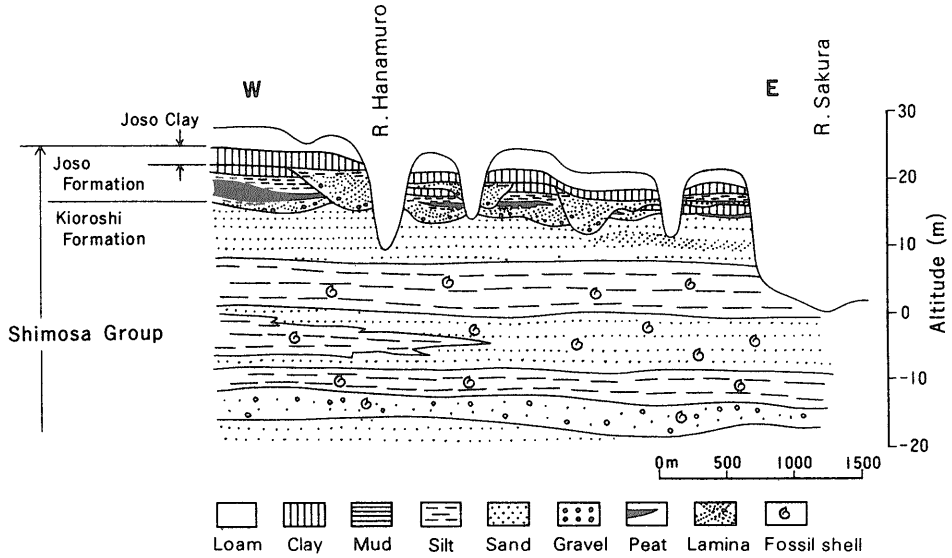 W
R. Hanamuro
E
R. Sakura
Joso Clay
Joso
Formation
Kioroshi
Formation
Shimosa Group
30
20
10
0
-10
-20
Altitude (m)
0m 500 1000 1500
Loam Clay Mud Silt Sand Gravel Peat Lamina Fossil shell